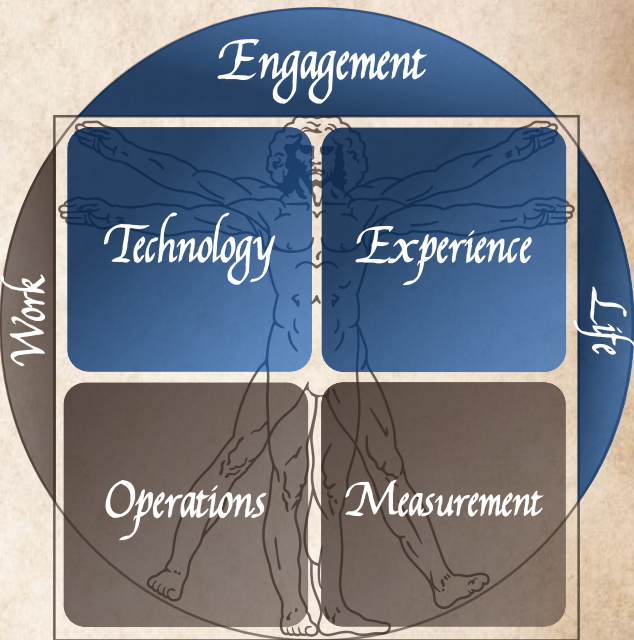 Engagement
Technology
Experience
Work
Life
Operations
Measurement